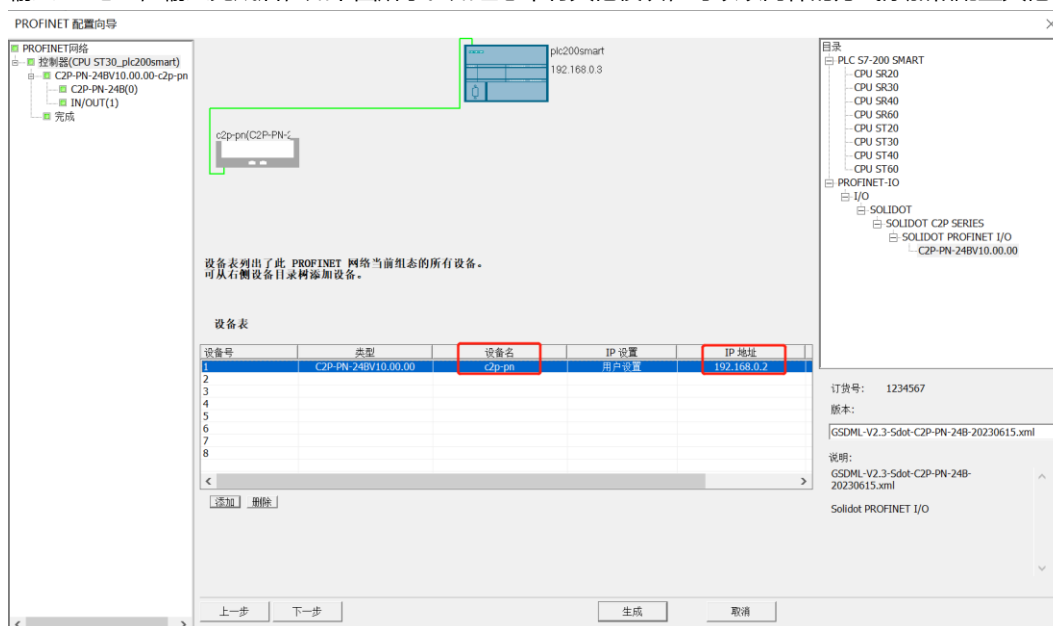 PROFINET 配置向导
PROFINET网络
控制器(CPU ST30_plc200smart)
C2P-PN-24BV10.00.00-c2p-pn
C2P-PN-24B(0)
IN/OUT(1)
完成
plc200smart
192.168.0.3
c2p-pn(C2P-PN-2
设备表列出了此 PROFINET 网络当前组态的所有设备。
可从右侧设备目录树添加设备。
设备表
设备号 类型 设备名 IP 设置 IP 地址
1 C2P-PN-24BV10.00.00 c2p-pn 用户设置 192.168.0.2
2
3
4
5
6
7
8
添加 删除
上一步 下一步 生成 取消
目录
PLC S7-200 SMART
CPU SR20
CPU SR30
CPU SR40
CPU SR60
CPU ST20
CPU ST30
CPU ST40
CPU ST60
PROFINET-IO
I/O
SOLIDOT
SOLIDOT C2P SERIES
SOLIDOT PROFINET I/O
C2P-PN-24BV10.00.00
订货号: 1234567
版本:
GSDML-V2.3-Sdot-C2P-PN-24B-20230615.xml
说明:
GSDML-V2.3-Sdot-C2P-PN-24B-
20230615.xml
Solidot PROFINET I/O